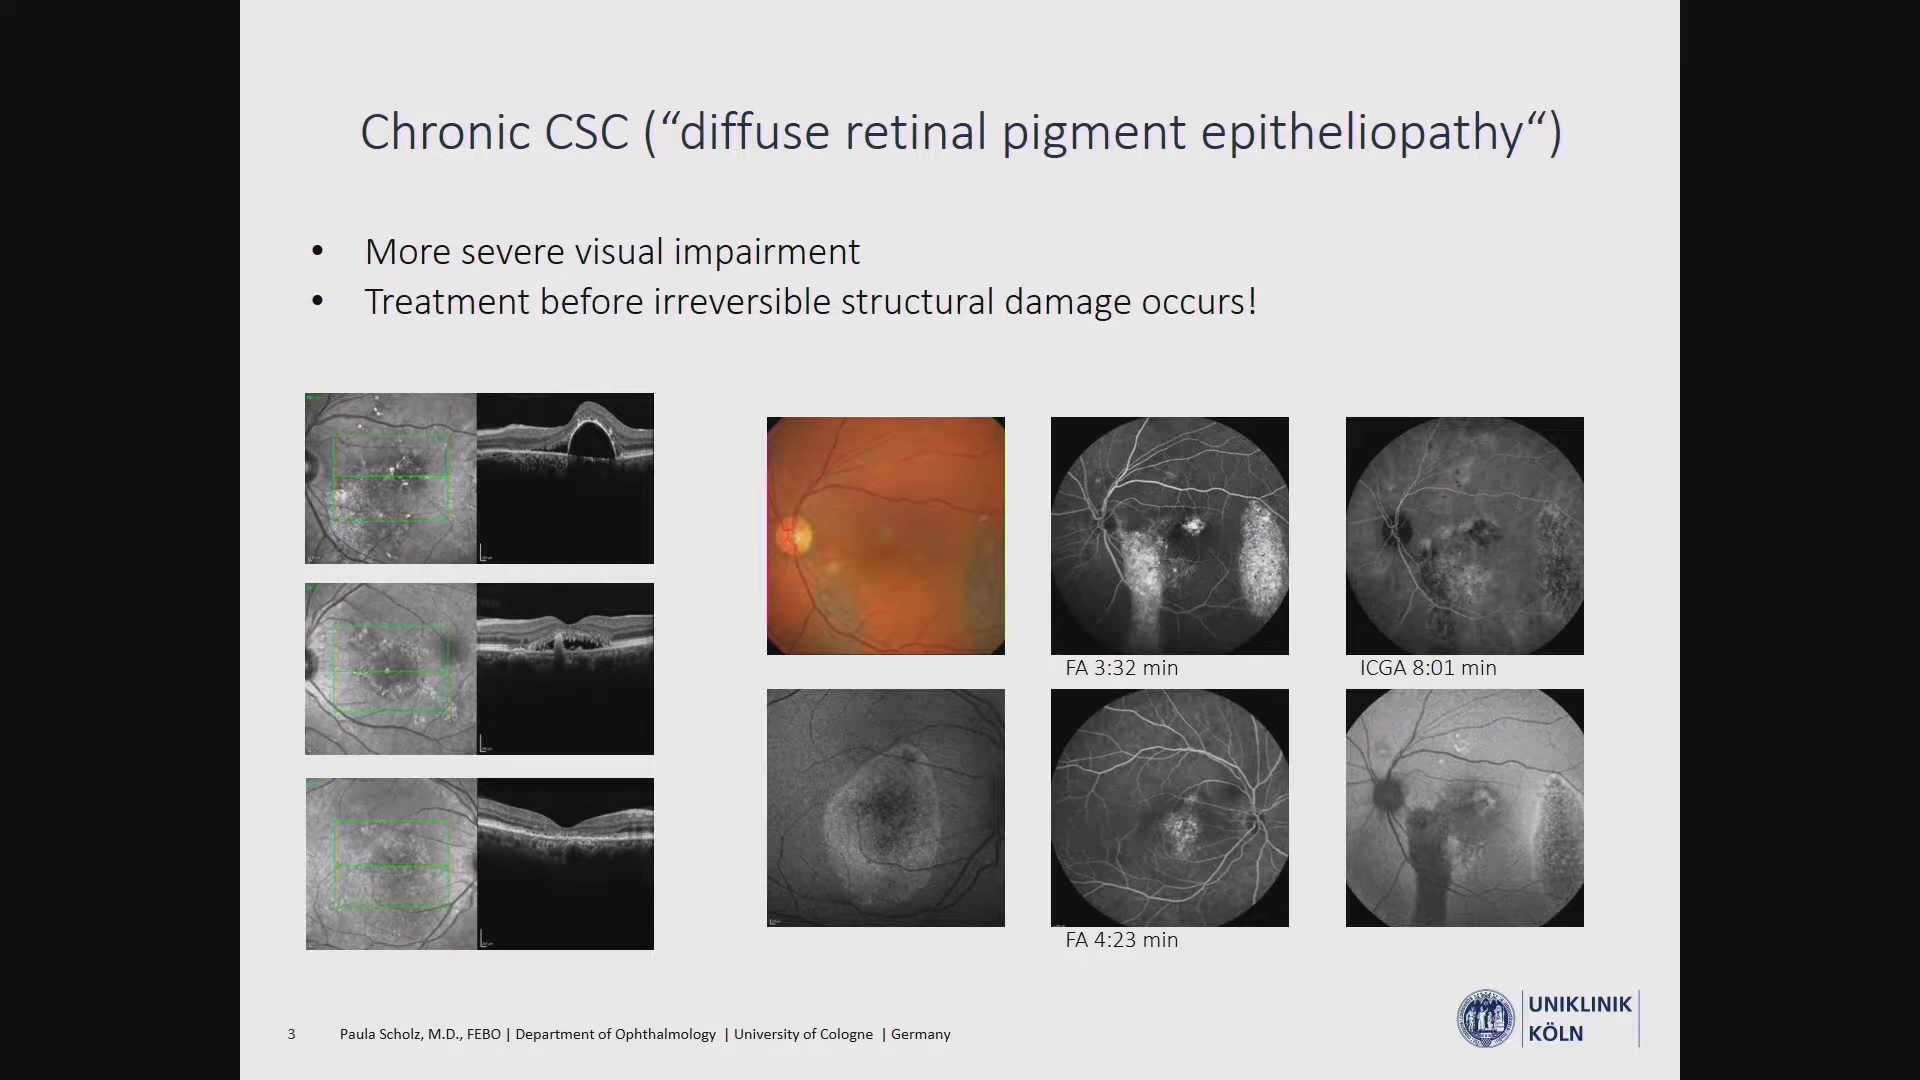 Chronic CSC (“diffuse retinal pigment epitheliopathy“)
• More severe visual impairment
• Treatment before irreversible structural damage occurs!
FA 3:32 min
ICGA 8:01 min
FA 4:23 min
3 Paula Scholz, M.D., FEBO | Department of Ophthalmology | University of Cologne | Germany
UNIKLINIK
KÖLN